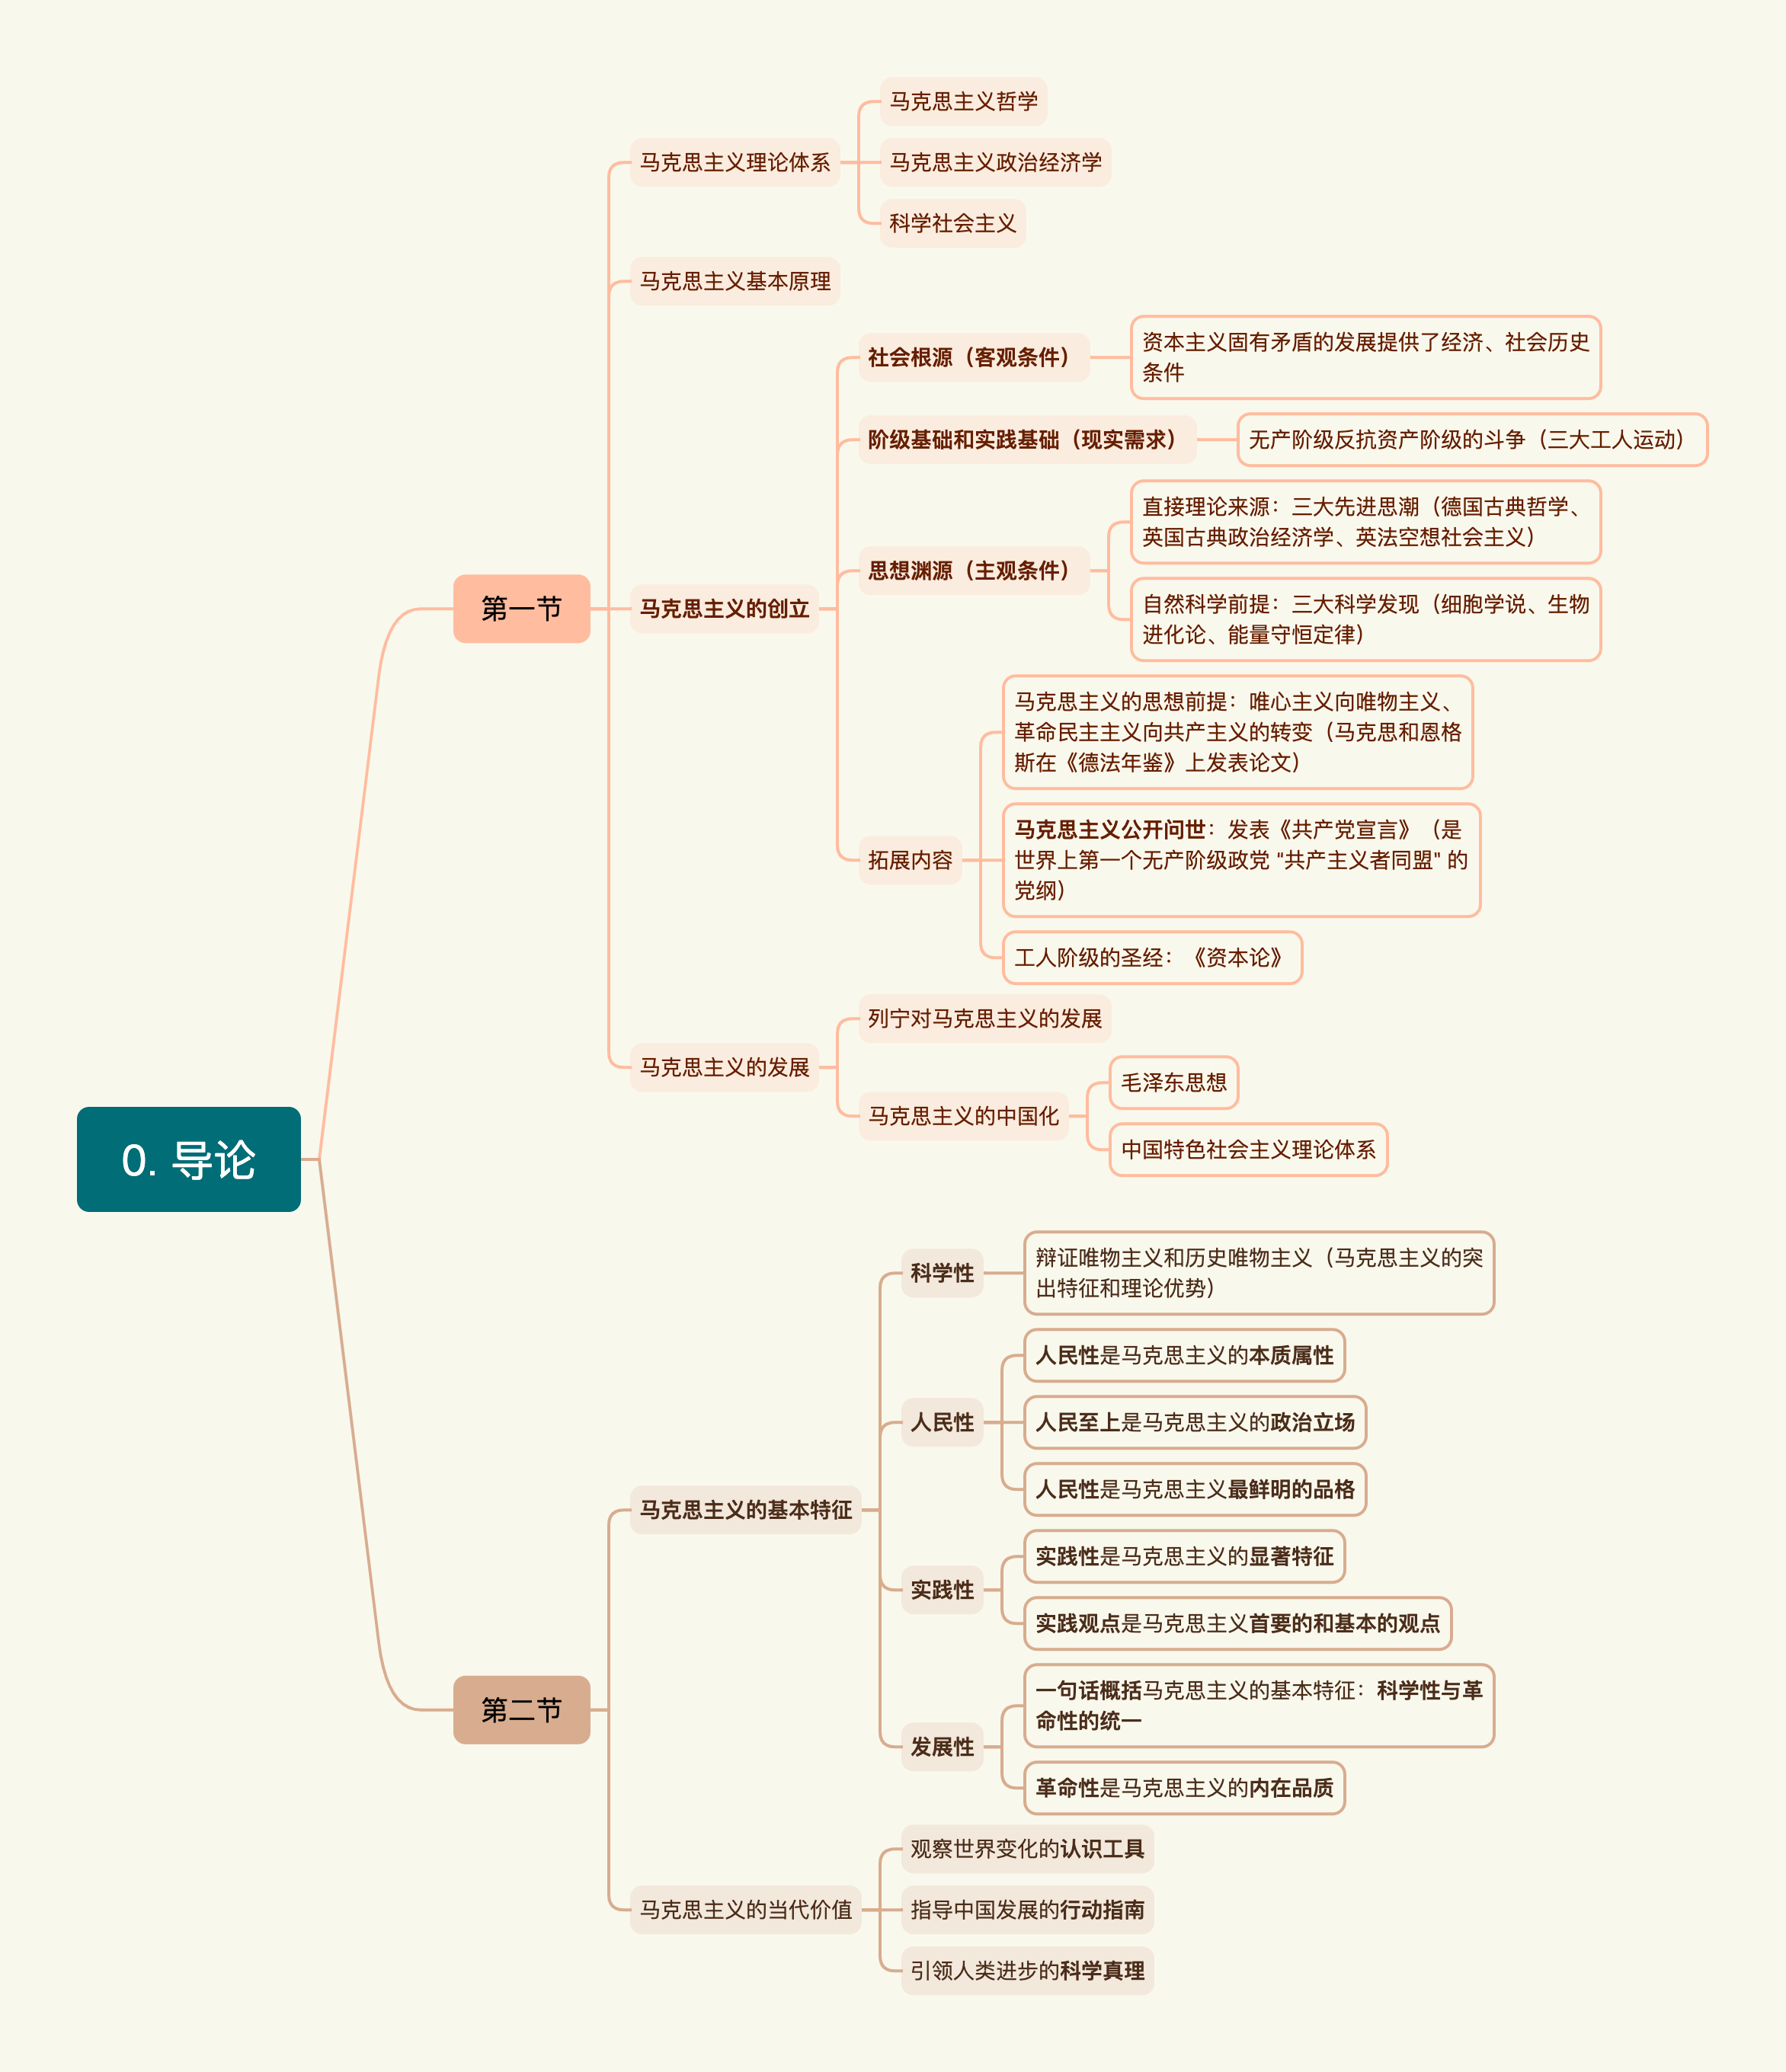 0. 导论
第一节
马克思主义理论体系
马克思主义哲学
马克思主义政治经济学
科学社会主义
马克思主义基本原理
马克思主义的创立
社会根源（客观条件）
资本主义固有矛盾的发展提供了经济、社会历史
条件
阶级基础和实践基础（现实需求）
无产阶级反抗资产阶级的斗争（三大工人运动）
思想渊源（主观条件）
直接理论来源：三大先进思潮（德国古典哲学、
英国古典政治经济学、英法空想社会主义）
自然科学前提：三大科学发现（细胞学说、生物
进化论、能量守恒定律）
拓展内容
马克思主义的思想前提：唯心主义向唯物主义、
革命民主主义向共产主义的转变（马克思和恩格
斯在《德法年鉴》上发表论文）
马克思主义公开问世：发表《共产党宣言》（是
世界上第一个无产阶级政党 "共产主义者同盟" 的
党纲）
工人阶级的圣经：《资本论》
马克思主义的发展
列宁对马克思主义的发展
马克思主义的中国化
毛泽东思想
中国特色社会主义理论体系
第二节
马克思主义的基本特征
科学性
辩证唯物主义和历史唯物主义（马克思主义的突
出特征和理论优势）
人民性
人民性是马克思主义的本质属性
人民至上是马克思主义的政治立场
人民性是马克思主义最鲜明的品格
实践性
实践性是马克思主义的显著特征
实践观点是马克思主义首要的和基本的观点
发展性
一句话概括马克思主义的基本特征：科学性与革
命性的统一
革命性是马克思主义的内在品质
马克思主义的当代价值
观察世界变化的认识工具
指导中国发展的行动指南
引领人类进步的科学真理